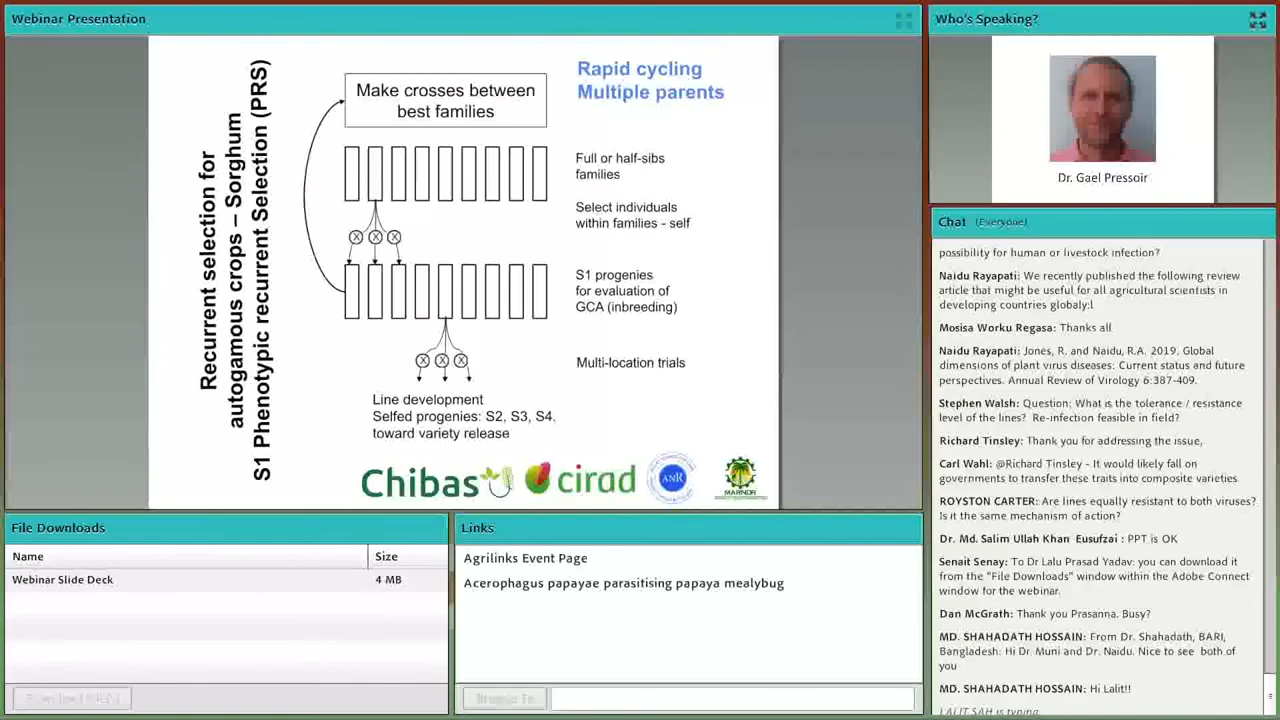 Webinar Presentation
Recurrent selection for
autogamous crops – Sorghum
S1 Phenotypic recurrent Selection (PRS)
Make crosses between
best families
Rapid cycling
Multiple parents
Full or half-sibs
families
Select individuals
within families - self
X X X
S1 progenies
for evaluation of
GCA (inbreeding)
X X X
Multi-location trials
Line development
Selfed progenies: S2, S3, S4.
toward variety release
Chibas
cirad
ANR
MARNDR
Who's Speaking?
Dr. Gael Pressoir
Chat (Everyone)
possibility for human or livestock infection?
Naidu Rayapati: We recently published the following review
article that might be useful for all agricultural scientists in
developing countries globally:l
Mosisa Worku Regasa: Thanks all
Naidu Rayapati: Jones, R. and Naidu, R.A. 2019. Global
dimensions of plant virus diseases: Current status and future
perspectives. Annual Review of Virology 6:387-409.
Stephen Walsh: Question: What is the tolerance / resistance
level of the lines? Re-infection feasible in field?
Richard Tinsley: Thank you for addressing the issue,
Carl Wahl: @Richard Tinsley - It would likely fall on
governments to transfer these traits into composite varieties
ROYSTON CARTER: Are lines equally resistant to both viruses?
Is it the same mechanism of action?
Dr. Md. Salim Ullah Khan Eusufzai : PPT is OK
Senait Senay: To Dr Lalu Prasad Yadav: you can download it
from the "File Downloads" window within the Adobe Connect
window for the webinar.
Dan McGrath: Thank you Prasanna. Busy?
MD. SHAHADATH HOSSAIN: From Dr. Shahadath, BARI,
Bangladesh: Hi Dr. Muni and Dr. Naidu. Nice to see both of
you
MD. SHAHADATH HOSSAIN: Hi Lalit!!
LALIT SAH is typing
File Downloads
Name Size
Webinar Slide Deck 4 MB
Links
Agrilinks Event Page
Acerophagus papayae parasitising papaya mealybug
Browse To